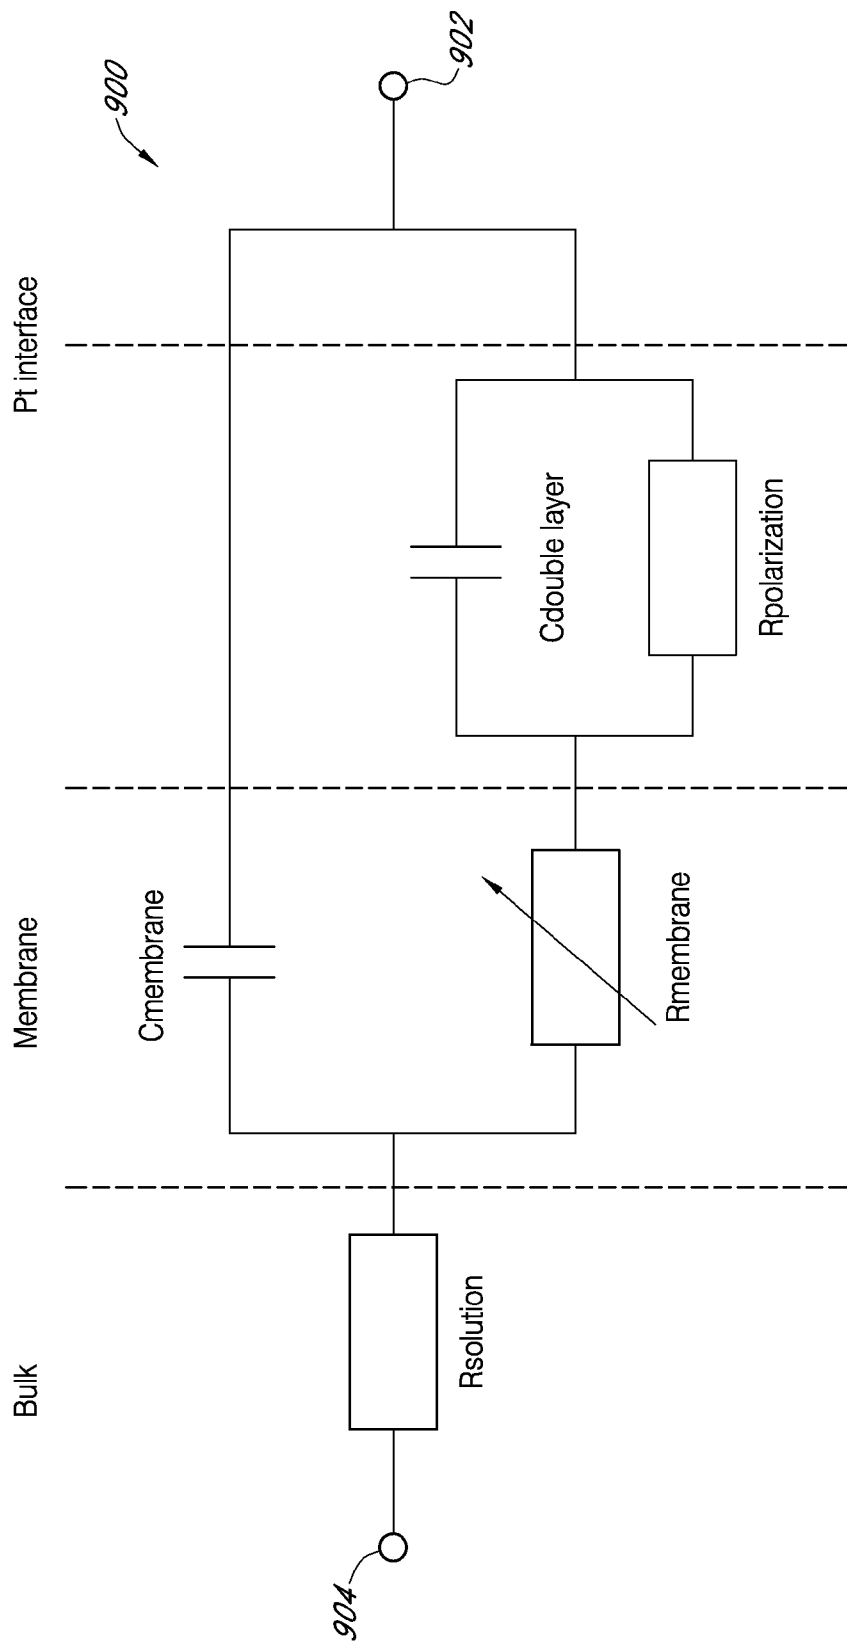 900
Bulk
Membrane
Pt interface
904
902
Cmembrane
Rsolution
Rmembrane
Cdouble layer
Rpolarization